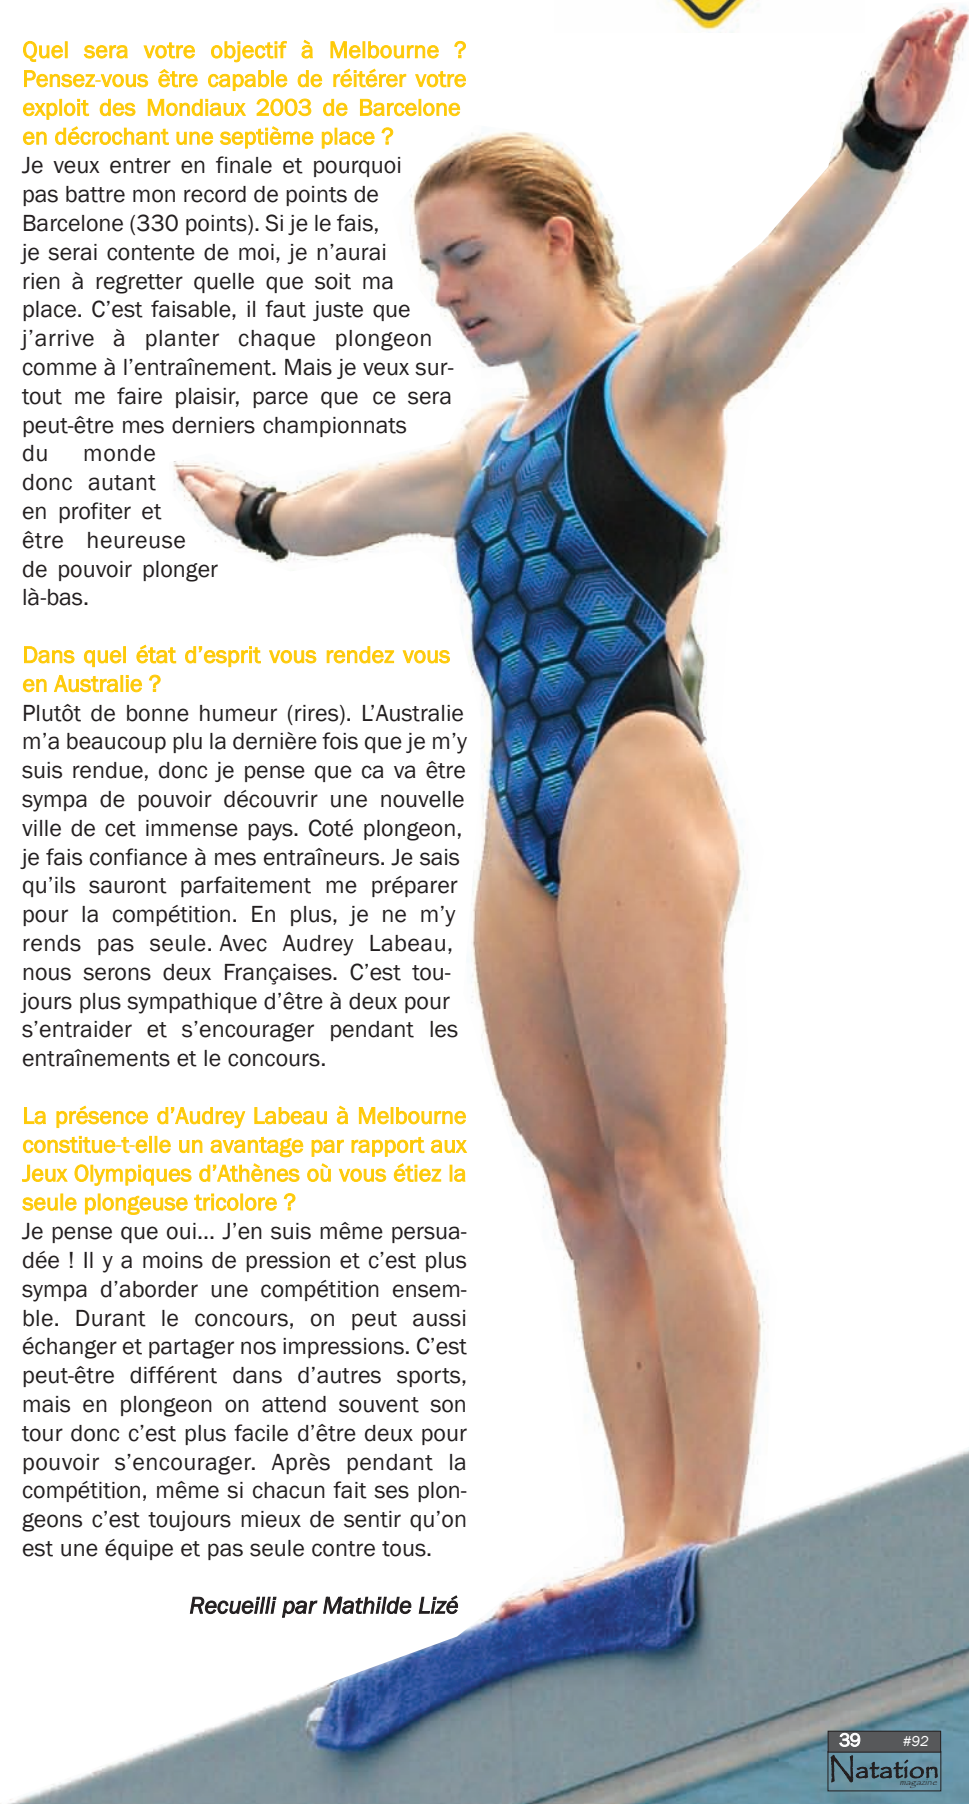 Quel sera votre objectif à Melbourne ?
Pensez-vous être capable de réitérer votre
exploit des Mondiaux 2003 de Barcelone
en décrochant une septième place ?
Je veux entrer en finale et pourquoi
pas battre mon record de points de
Barcelone (330 points). Si je le fais,
je serai contente de moi, je n'aurai
rien à regretter quelle que soit ma
place. C'est faisable, il faut juste que
j'arrive à planter chaque plongeon
comme à l'entraînement. Mais je veux sur-
tout me faire plaisir, parce que ce sera
peut-être mes derniers championnats
du monde
donc autant
en profiter et
être heureuse
de pouvoir plonger
là-bas.
Dans quel état d'esprit vous rendez vous
en Australie ?
Plutôt de bonne humeur (rires). L'Australie
m'a beaucoup plu la dernière fois que je m'y
suis rendue, donc je pense que ca va être
sympa de pouvoir découvrir une nouvelle
ville de cet immense pays. Coté plongeon,
je fais confiance à mes entraîneurs. Je sais
qu'ils sauront parfaitement me préparer
pour la compétition. En plus, je ne m'y
rends pas seule. Avec Audrey Labeau,
nous serons deux Françaises. C'est tou-
jours plus sympathique d'être à deux pour
s'entraider et s'encourager pendant les
entraînements et le concours.
La présence d'Audrey Labeau à Melbourne
constitue-t-elle un avantage par rapport aux
Jeux Olympiques d'Athènes où vous étiez la
seule plongeuse tricolore ?
Je pense que oui... J'en suis même persua-
dée ! Il y a moins de pression et c'est plus
sympa d'aborder une compétition ensem-
ble. Durant le concours, on peut aussi
échanger et partager nos impressions. C'est
peut-être différent dans d'autres sports,
mais en plongeon on attend souvent son
tour donc c'est plus facile d'être deux pour
pouvoir s'encourager. Après pendant la
compétition, même si chacun fait ses plon-
geons c'est toujours mieux de sentir qu'on
est une équipe et pas seule contre tous.
Recueilli par Mathilde Lizé
39 #92
Natation
magazine